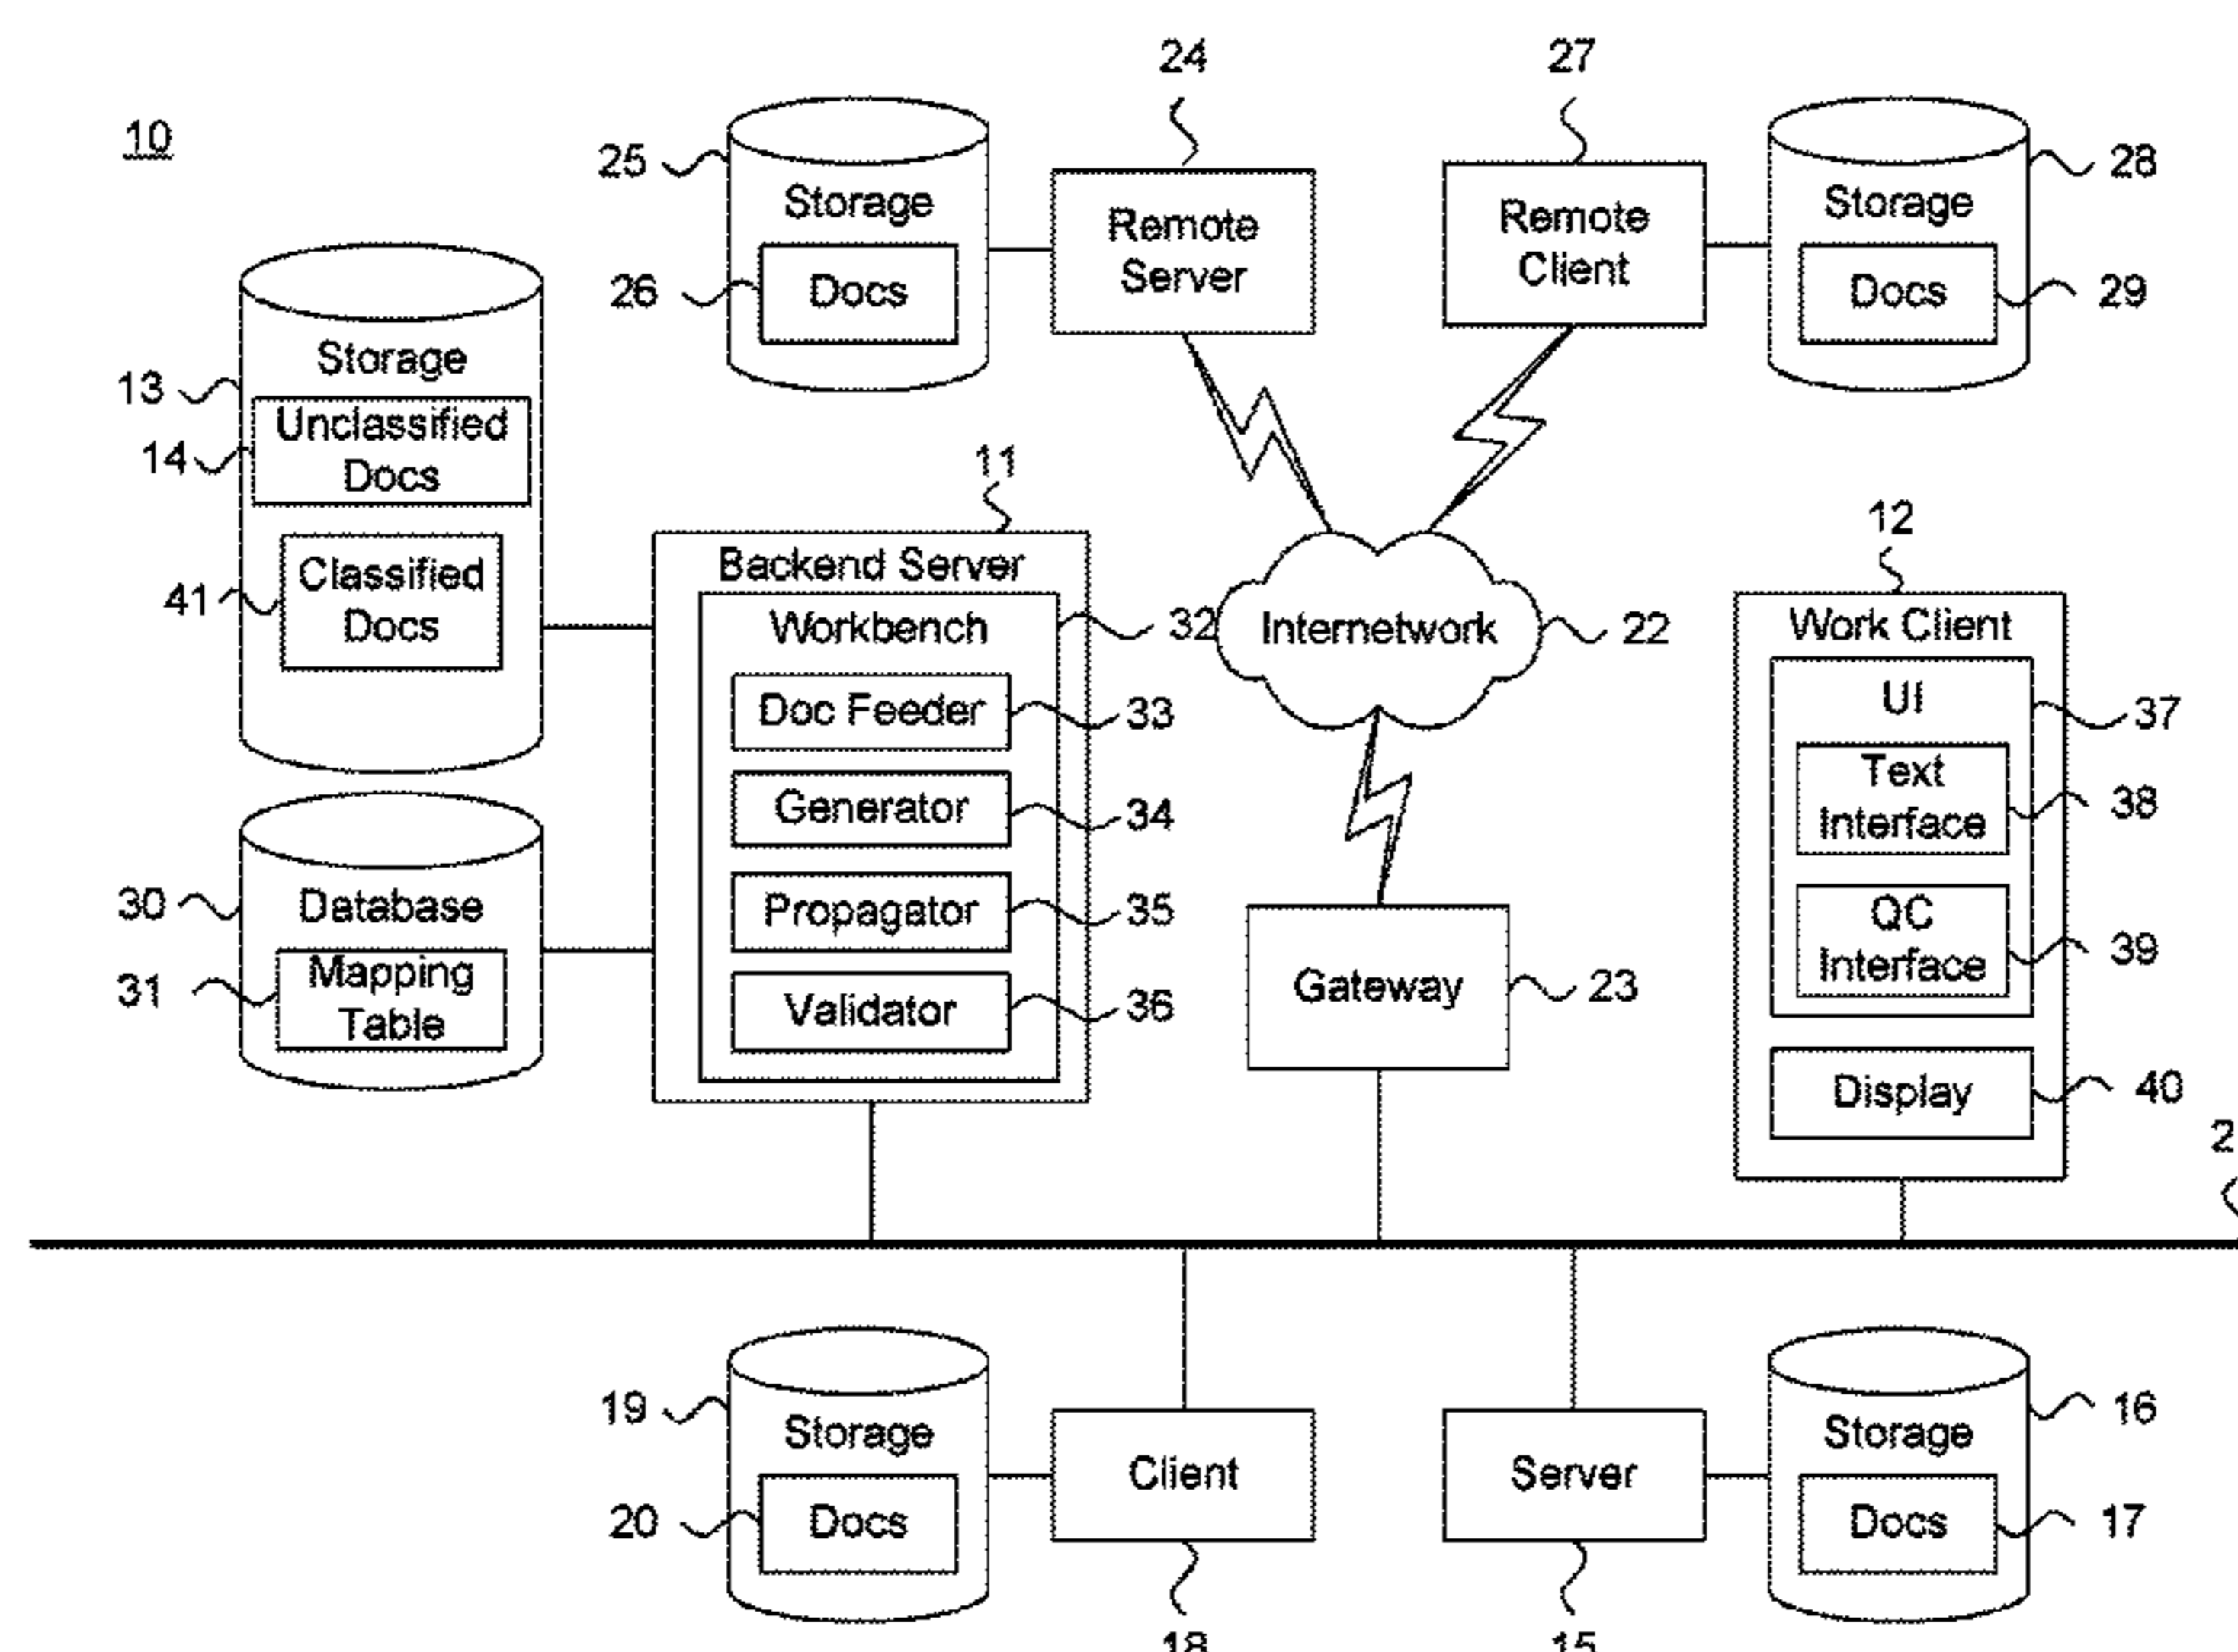 10
24
27
25
Storage
26
Docs
Remote
Server
Remote
Client
Storage
28
Docs
29
13
Storage
14
Unclassified
Docs
41
Classified
Docs
11
Backend Server
Workbench
32
Doc Feeder
33
Generator
34
Propagator
35
Validator
36
Internetwork
22
12
Work Client
UI
37
Text
Interface
38
QC
Interface
39
Display
40
30
Database
31
Mapping
Table
Gateway
23
2
19
Storage
20
Docs
Client
18
Server
15
Storage
16
Docs
17